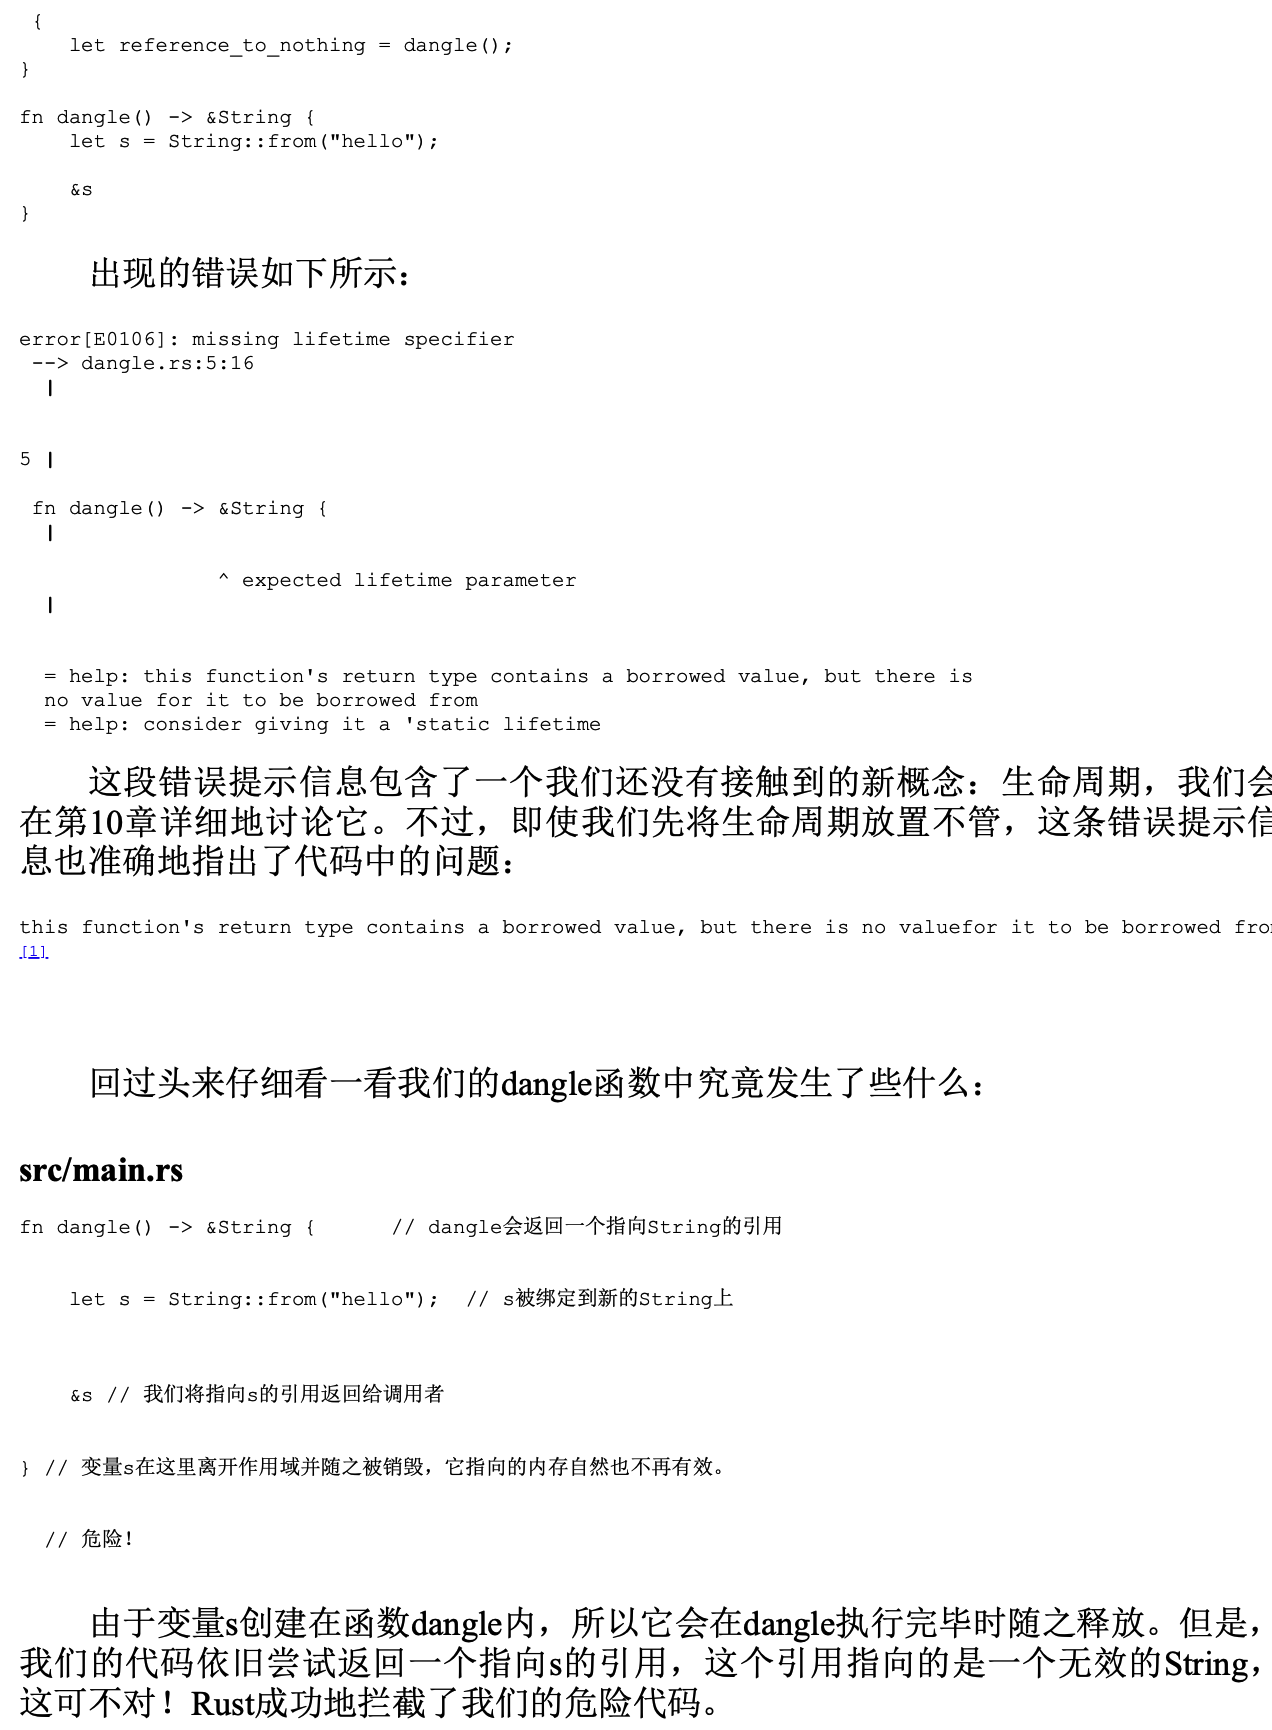 {
    let reference_to_nothing = dangle();
}
fn dangle() -> &String {
    let s = String::from("hello");
    &s
}
出现的错误如下所示：
error[E0106]: missing lifetime specifier
 --> dangle.rs:5:16
  |
5 |
 fn dangle() -> &String {
  |
                ^ expected lifetime parameter
  |
  = help: this function's return type contains a borrowed value, but there is
  no value for it to be borrowed from
  = help: consider giving it a 'static lifetime
这段错误提示信息包含了一个我们还没有接触到的新概念：生命周期，我们会
在第10章详细地讨论它。不过，即使我们先将生命周期放置不管，这条错误提示信
息也准确地指出了代码中的问题：
this function's return type contains a borrowed value, but there is no valuefor it to be borrowed fro
[1]
回过头来仔细看一看我们的dangle函数中究竟发生了些什么：
src/main.rs
fn dangle() -> &String {      // dangle会返回一个指向String的引用
    let s = String::from("hello");  // s被绑定到新的String上
    &s // 我们将指向s的引用返回给调用者
} // 变量s在这里离开作用域并随之被销毁，它指向的内存自然也不再有效。
  // 危险！
由于变量s创建在函数dangle内，所以它会在dangle执行完毕时随之释放。但是，
我们的代码依旧尝试返回一个指向s的引用，这个引用指向的是一个无效的String，
这可不对！Rust成功地拦截了我们的危险代码。